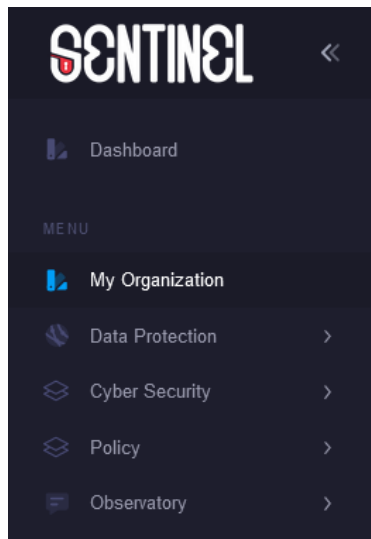 SENTINEL
Dashboard
MENU
My Organization
Data Protection
Cyber Security
Policy
Observatory